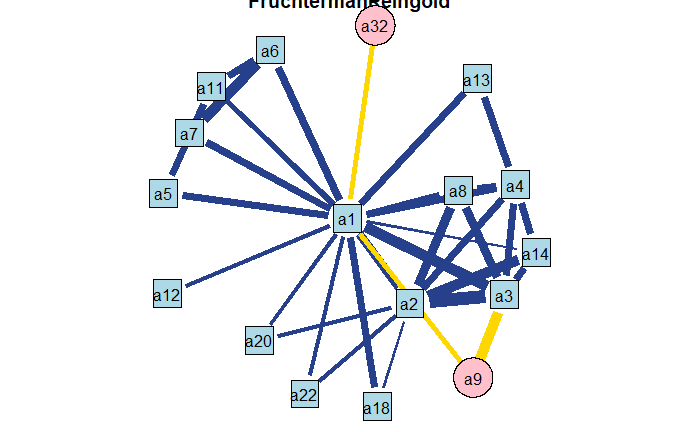 FruchtermanReingold
a32
a6
a13
a11
a7
a4
a8
a5
a1
a14
a12
a3
a2
a20
a9
a22
a18